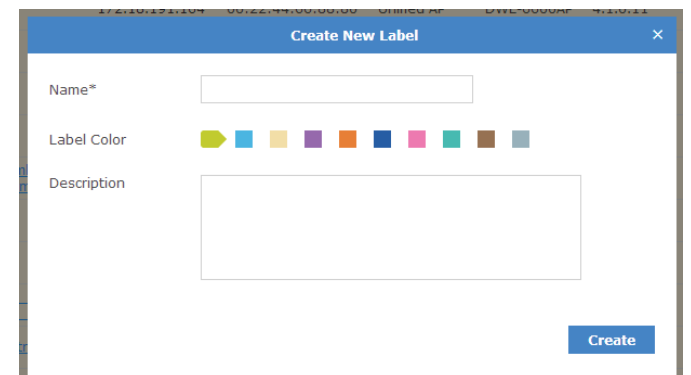 Create New Label ×
Name*
Label Color
Description
Create